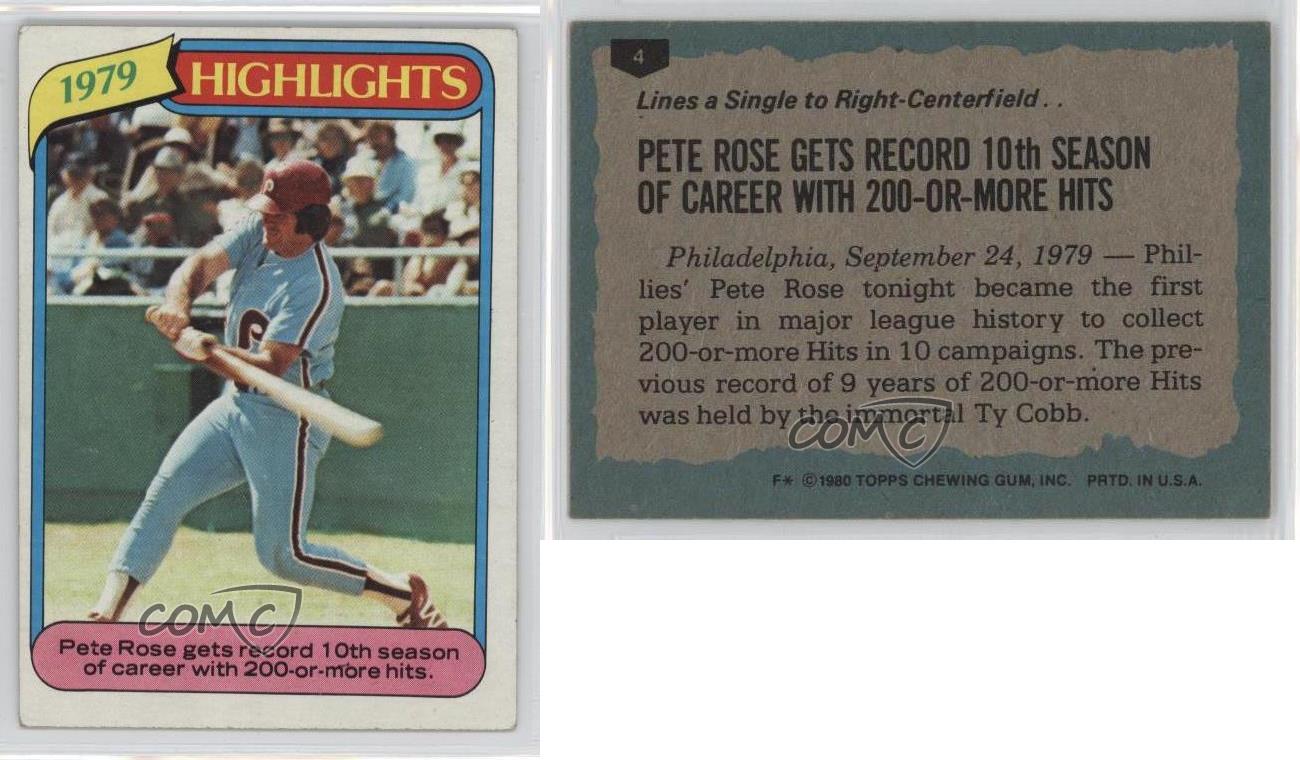 1979 HIGHLIGHTS
P
P
COMC
Pete Rose gets record 10th season
of career with 200-or-more hits.
4
Lines a Single to Right-Centerfield . .
PETE ROSE GETS RECORD 10th SEASON
OF CAREER WITH 200-OR-MORE HITS
Philadelphia, September 24, 1979 — Phil-
lies' Pete Rose tonight became the first
player in major league history to collect
200-or-more Hits in 10 campaigns. The pre-
vious record of 9 years of 200-or-more Hits
was held by the immortal Ty Cobb.
COMC
F* © 1980 TOPPS CHEWING GUM, INC. PRTD. IN U.S.A.